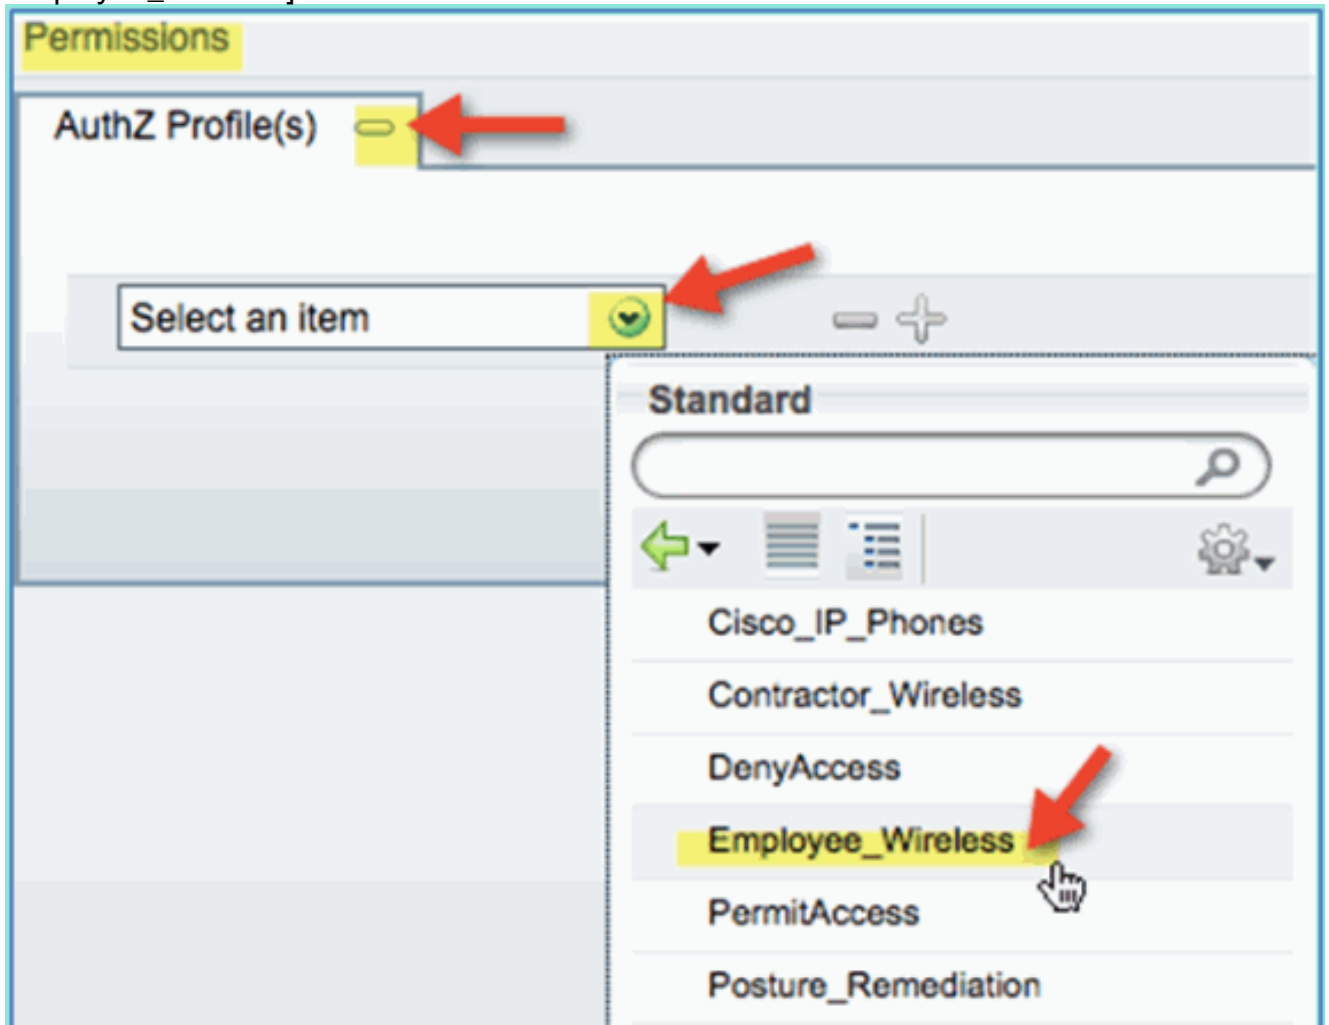 Permissions
AuthZ Profile(s)
Select an item
Standard
Cisco_IP_Phones
Contractor_Wireless
DenyAccess
Employee_Wireless
PermitAccess
Posture_Remediation